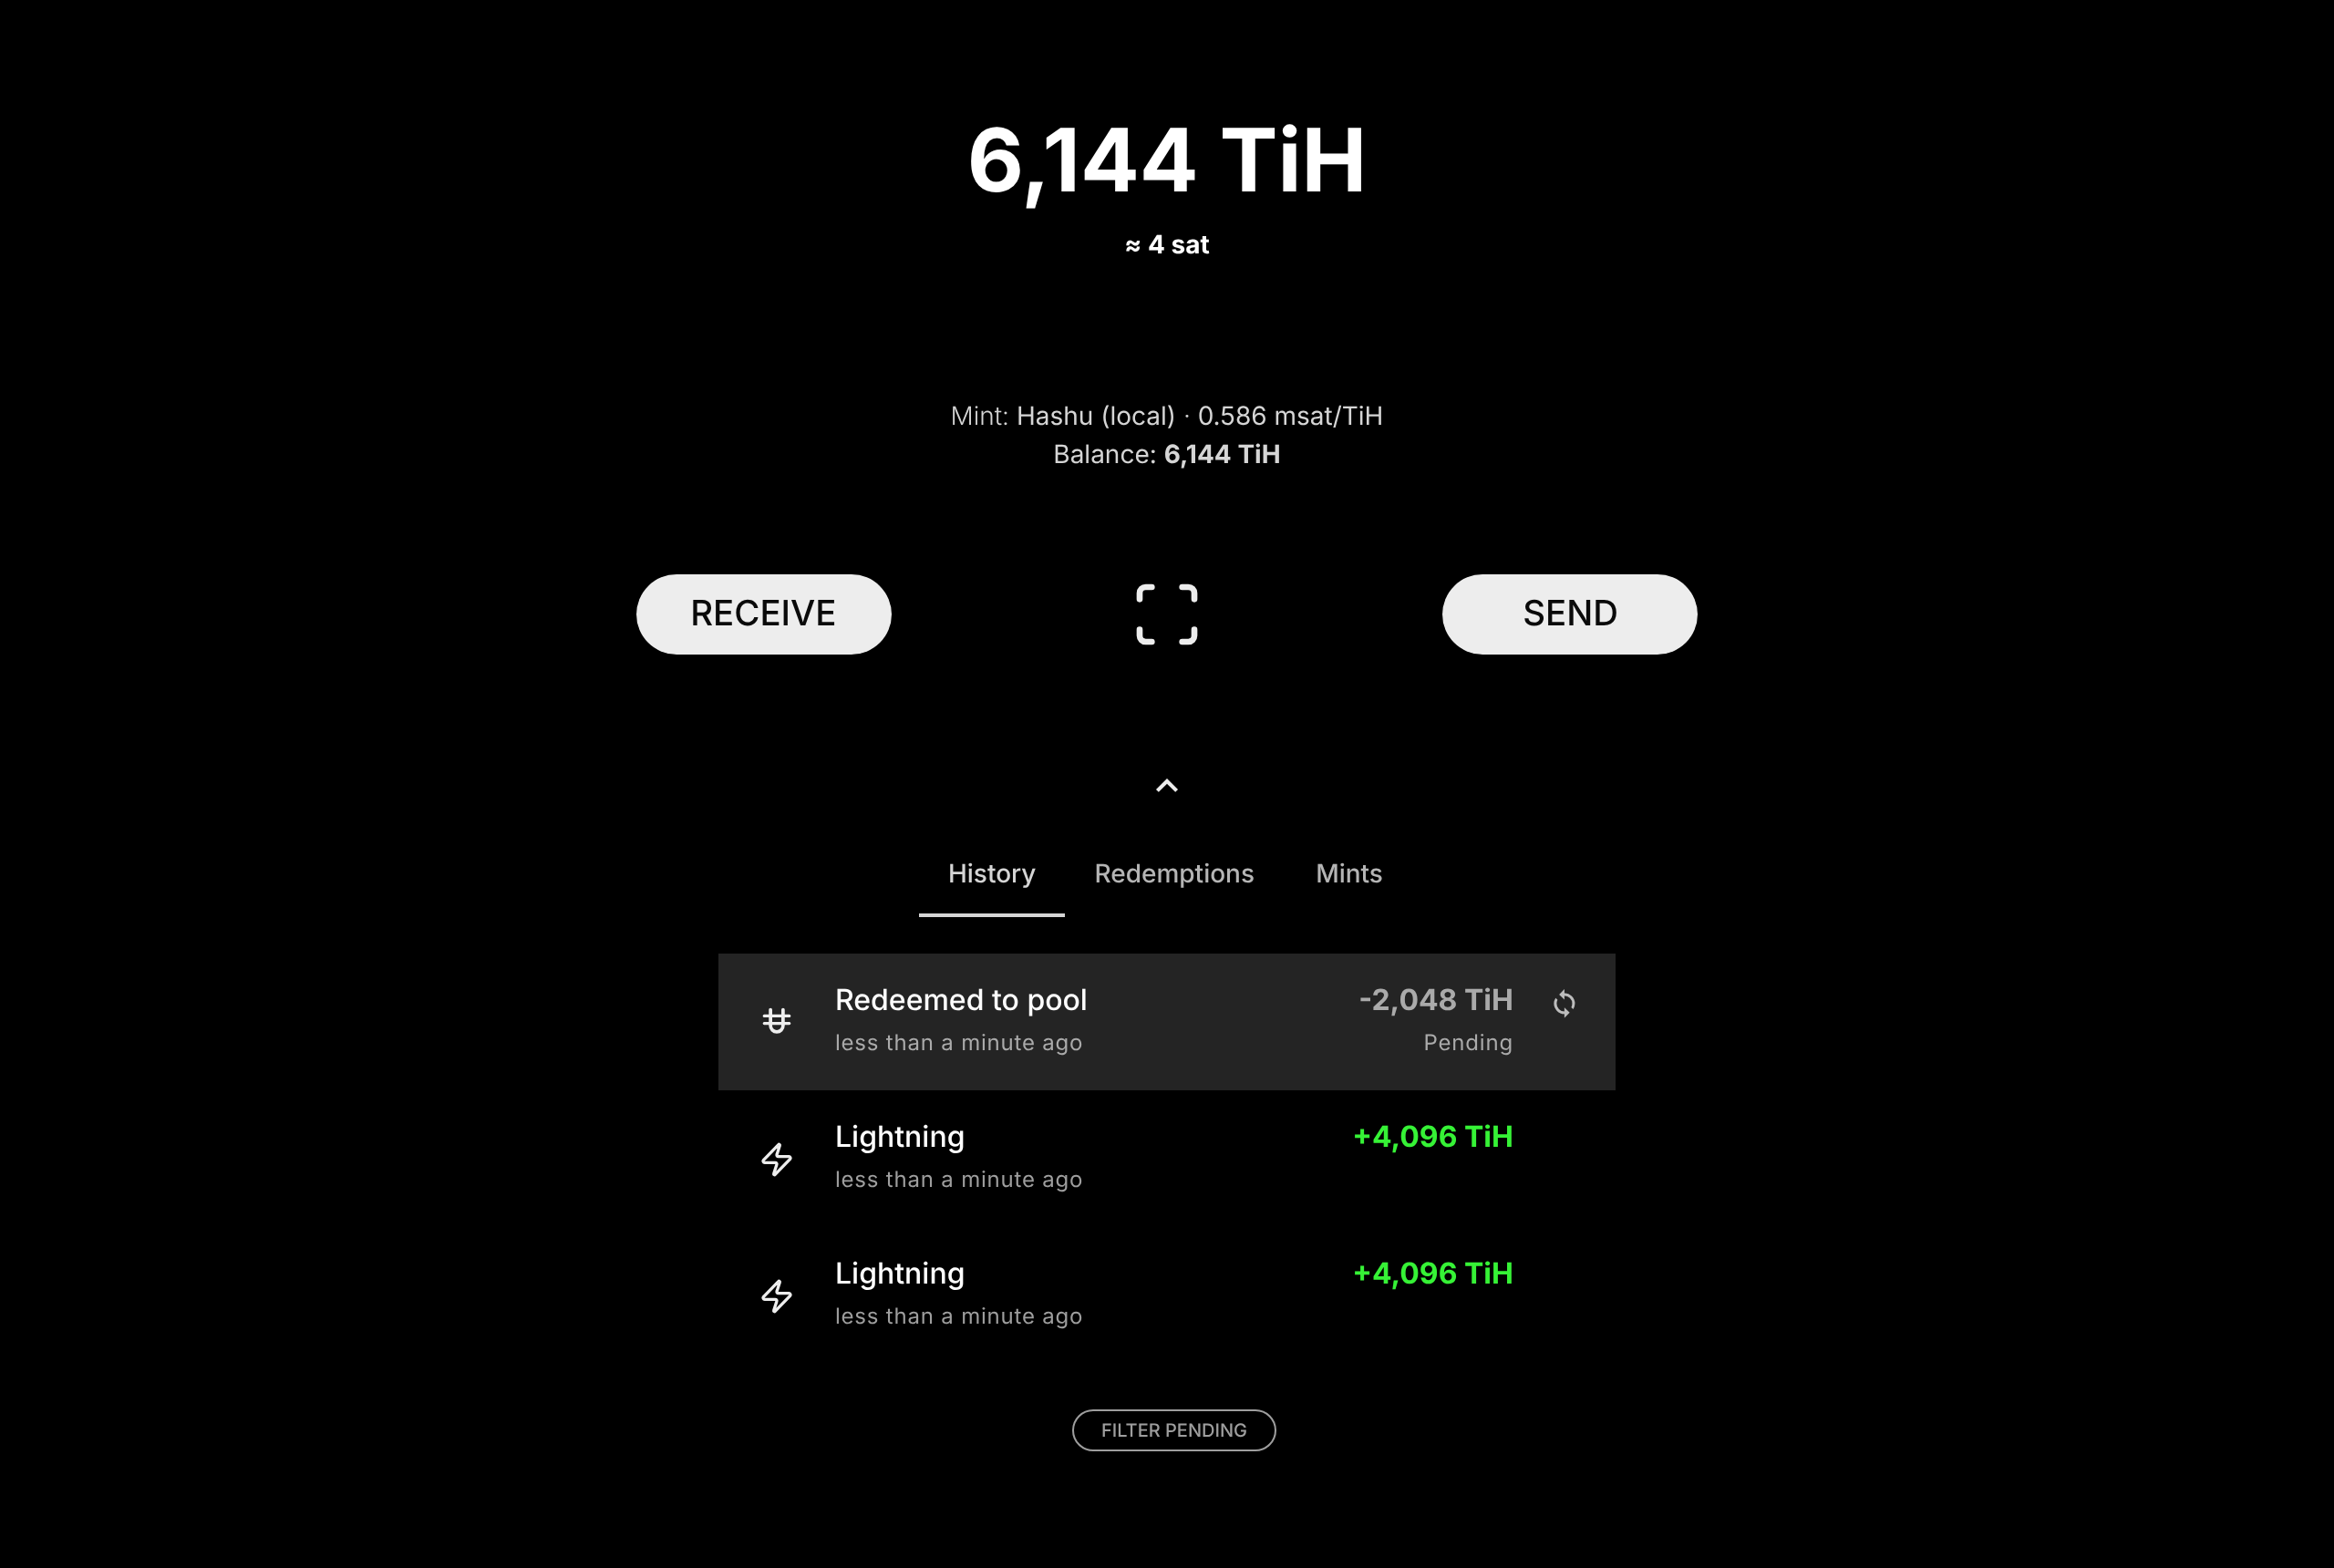 6,144 TiH
≈ 4 sat
Mint: Hashu (local) · 0.586 msat/TiH
Balance: 6,144 TiH
RECEIVE
SEND
History Redemptions Mints
Redeemed to pool -2,048 TiH
less than a minute ago Pending
Lightning +4,096 TiH
less than a minute ago
Lightning +4,096 TiH
less than a minute ago
FILTER PENDING